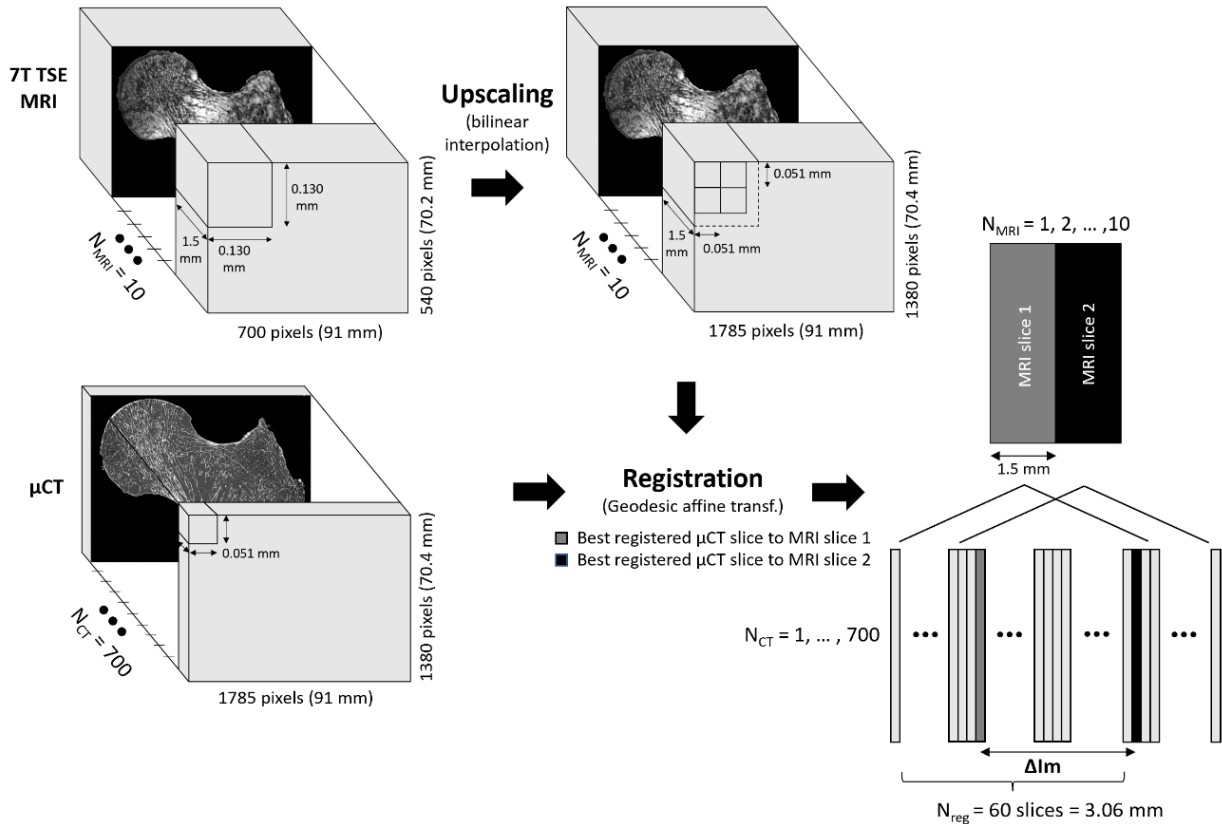 7T TSE
MRI
0.130
mm
1.5
mm
0.130
mm
N_MRI = 10
540 pixels (70.2 mm)
700 pixels (91 mm)
Upscaling
(bilinear
interpolation)
0.051 mm
1.5
mm
0.051 mm
N_MRI = 10
1380 pixels (70.4 mm)
1785 pixels (91 mm)
N_MRI = 1, 2, ... ,10
MRI slice 1
MRI slice 2
1.5 mm
µCT
0.051 mm
N_CT = 700
1380 pixels (70.4 mm)
1785 pixels (91 mm)
Registration
(Geodesic affine transf.)
Best registered µCT slice to MRI slice 1
Best registered µCT slice to MRI slice 2
N_CT = 1, ... , 700
ΔIm
N_reg = 60 slices = 3.06 mm